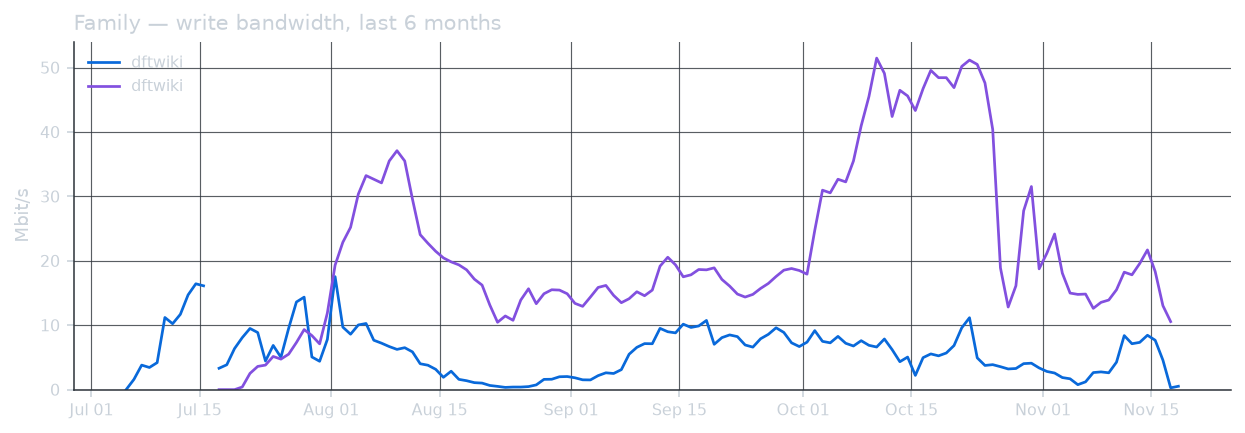 Family — write bandwidth, last 6 months
dftwiki
dftwiki
Mbit/s
50
40
30
20
10
0
Jul 01 Jul 15 Aug 01 Aug 15 Sep 01 Sep 15 Oct 01 Oct 15 Nov 01 Nov 15